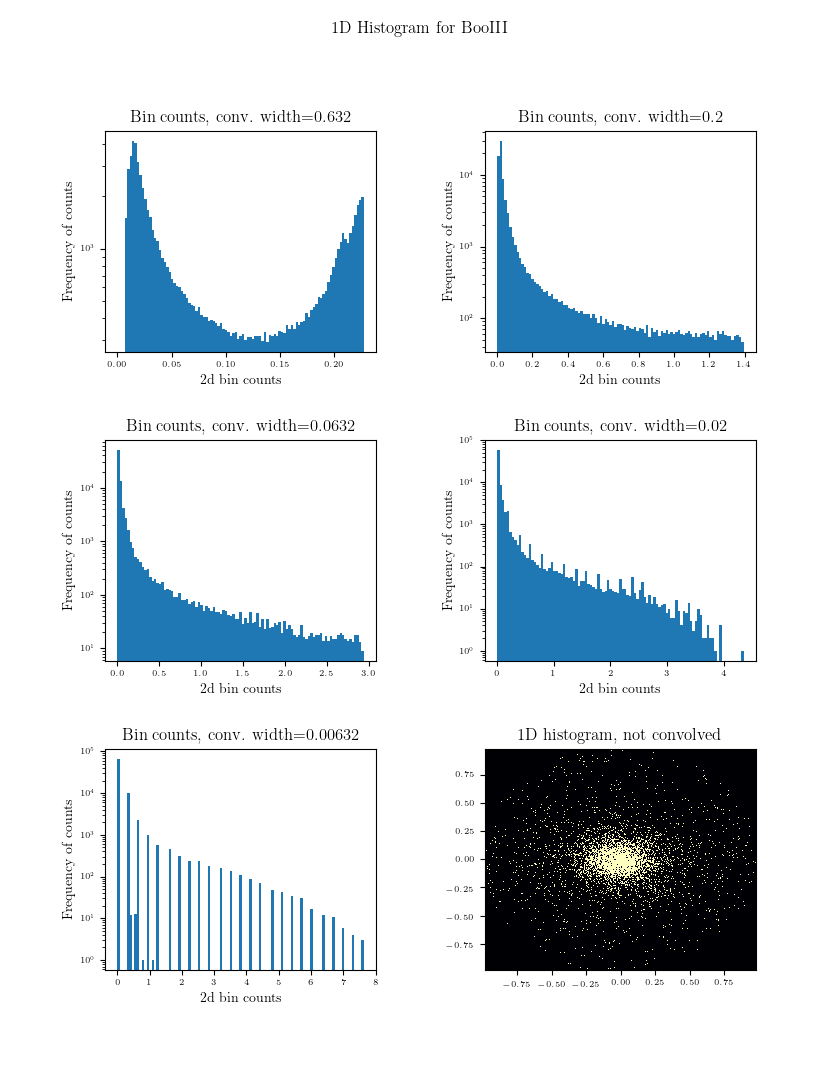 1D Histogram for BooIII
Bin counts, conv. width=0.632
Frequency of counts
10³
0.00 0.05 0.10 0.15 0.20
2d bin counts
Bin counts, conv. width=0.2
Frequency of counts
10⁴
10³
10²
0.0 0.2 0.4 0.6 0.8 1.0 1.2 1.4
2d bin counts
Bin counts, conv. width=0.0632
Frequency of counts
10⁴
10³
10²
10¹
0.0 0.5 1.0 1.5 2.0 2.5 3.0
2d bin counts
Bin counts, conv. width=0.02
Frequency of counts
10⁵
10⁴
10³
10²
10¹
10⁰
0 1 2 3 4
2d bin counts
Bin counts, conv. width=0.00632
Frequency of counts
10⁵
10⁴
10³
10²
10¹
10⁰
0 1 2 3 4 5 6 7 8
2d bin counts
1D histogram, not convolved
0.75
0.50
0.25
0.00
−0.25
−0.50
−0.75
−0.75 −0.50 −0.25 0.00 0.25 0.50 0.75